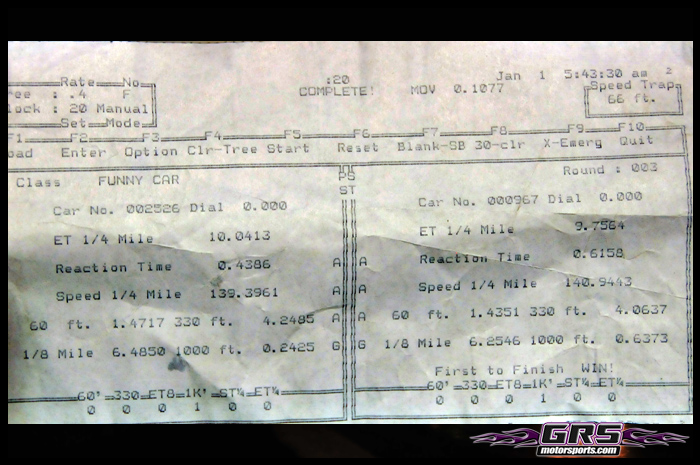 Rate No.
ee : .4 F
lock : 20 Manual
Set Mode
:20
COMPLETE! MOV 0.1077
Jan 1 5:43:30 am 2
Speed Trap
66 ft.
F1 F2 F3 F4 F5 F6 F7 F8 F9 F10
oad Enter Option Clr-Tree Start Reset Blank-SB 30-clr X-Emerg Quit
Class FUNNY CAR
PS
ST
Round : 003
Car No. 002526 Dial 0.000
ET 1/4 Mile 10.0413
Reaction Time 0.4386 A
Speed 1/4 Mile 139.3961 A
60 ft. 1.4717 330 ft. 4.2485 A
1/8 Mile 6.4850 1000 ft. 0.2425 G
60' 330 ET8 1K' ST¼ ET¼
0 0 0 1 0 0
Car No. 000967 Dial 0.000
ET 1/4 Mile 9.7564
A Reaction Time 0.6158
A Speed 1/4 Mile 140.9443
A 60 ft. 1.4351 330 ft. 4.0637
G 1/8 Mile 6.2546 1000 ft. 0.6373
First to Finish WIN!
60' 330 ET8 1K' ST¼ ET¼
0 0 0 1 0 0
GRS
motorsports.com